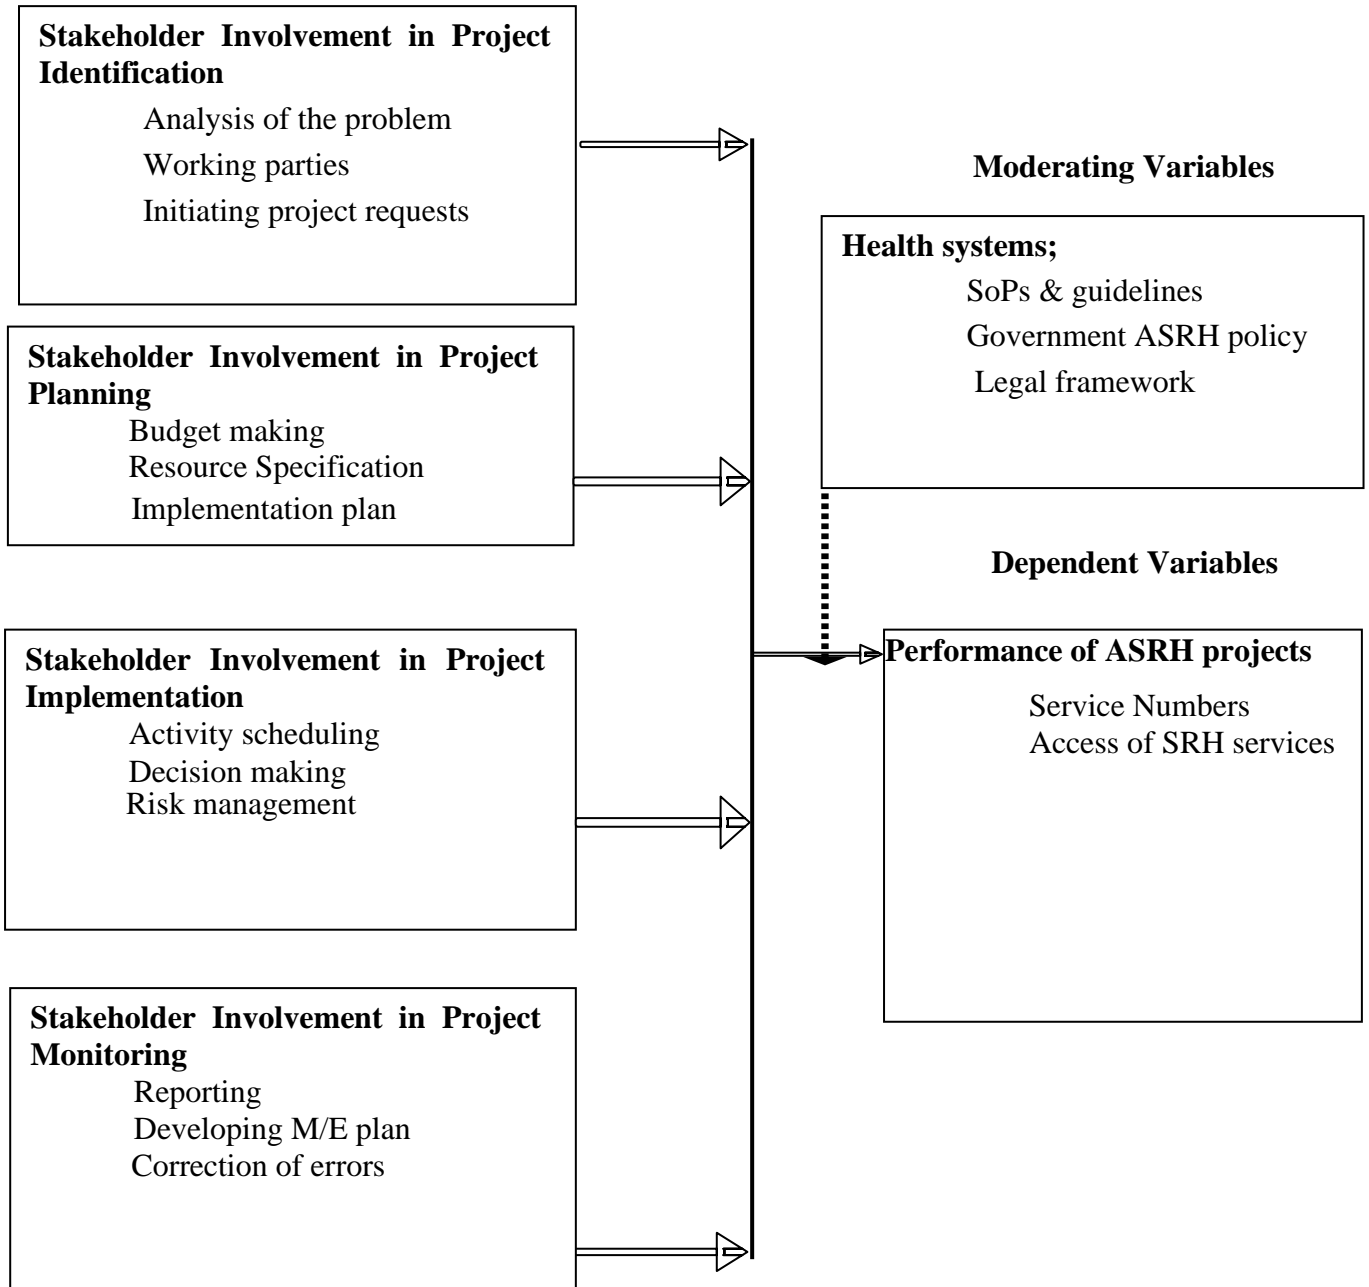 Stakeholder Involvement in Project
Identification
Analysis of the problem
Working parties
Initiating project requests
Stakeholder Involvement in Project
Planning
Budget making
Resource Specification
Implementation plan
Stakeholder Involvement in Project
Implementation
Activity scheduling
Decision making
Risk management
Stakeholder Involvement in Project
Monitoring
Reporting
Developing M/E plan
Correction of errors
Moderating Variables
Health systems;
SoPs & guidelines
Government ASRH policy
Legal framework
Dependent Variables
Performance of ASRH projects
Service Numbers
Access of SRH services